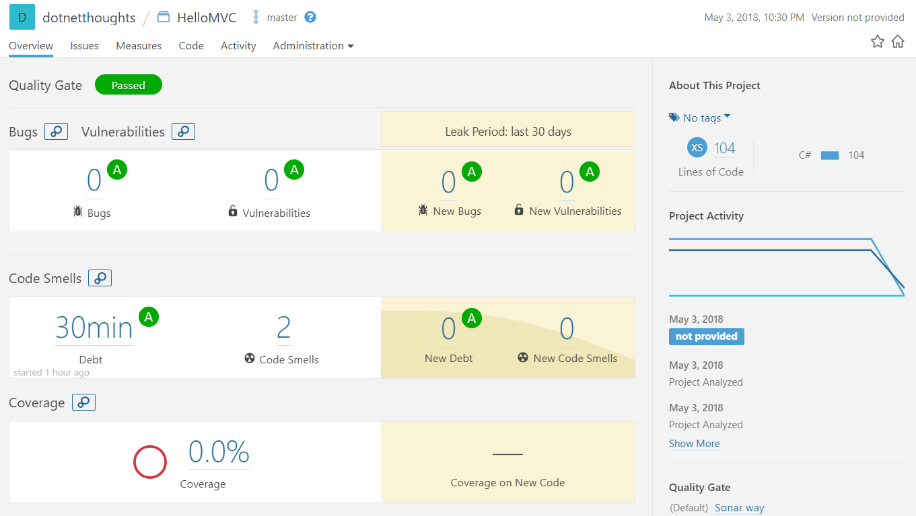 D dotnetthoughts / HelloMVC master ?
May 3, 2018, 10:30 PM Version not provided
Overview Issues Measures Code Activity Administration
Quality Gate Passed
Bugs Vulnerabilities
Leak Period: last 30 days
0 A
Bugs
0 A
Vulnerabilities
0 A
New Bugs
0 A
New Vulnerabilities
Code Smells
30min A
Debt
started 1 hour ago
2
Code Smells
0 A
New Debt
0
New Code Smells
Coverage
0.0%
Coverage
—
Coverage on New Code
About This Project
No tags
XS 104
Lines of Code
C# 104
Project Activity
May 3, 2018
not provided
May 3, 2018
Project Analyzed
May 3, 2018
Project Analyzed
Show More
Quality Gate
(Default) Sonar way